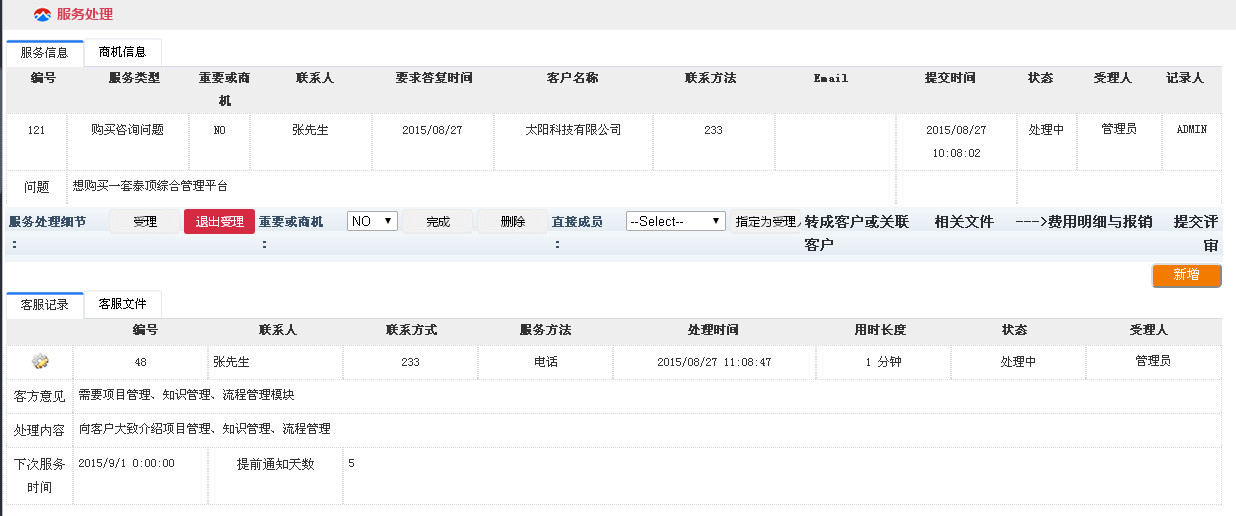 服务处理
服务信息 商机信息
编号 服务类型 重要或商机 联系人 要求答复时间 客户名称 联系方法 Email 提交时间 状态 受理人 记录人
121 购买咨询问题 NO 张先生 2015/08/27 太阳科技有限公司 233 2015/08/27 10:08:02 处理中 管理员 ADMIN
问题 想购买一套泰顶综合管理平台
服务处理细节: 受理 退出受理 重要或商机: NO 完成 删除 直接成员: --Select-- 指定为受理人 转成客户或关联客户 相关文件 --->费用明细与报销 提交评审
新增
客服记录 客服文件
编号 联系人 联系方式 服务方法 处理时间 用时长度 状态 受理人
48 张先生 233 电话 2015/08/27 11:08:47 1 分钟 处理中 管理员
客方意见 需要项目管理、知识管理、流程管理模块
处理内容 向客户大致介绍项目管理、知识管理、流程管理
下次服务时间 2015/9/1 0:00:00 提前通知天数 5